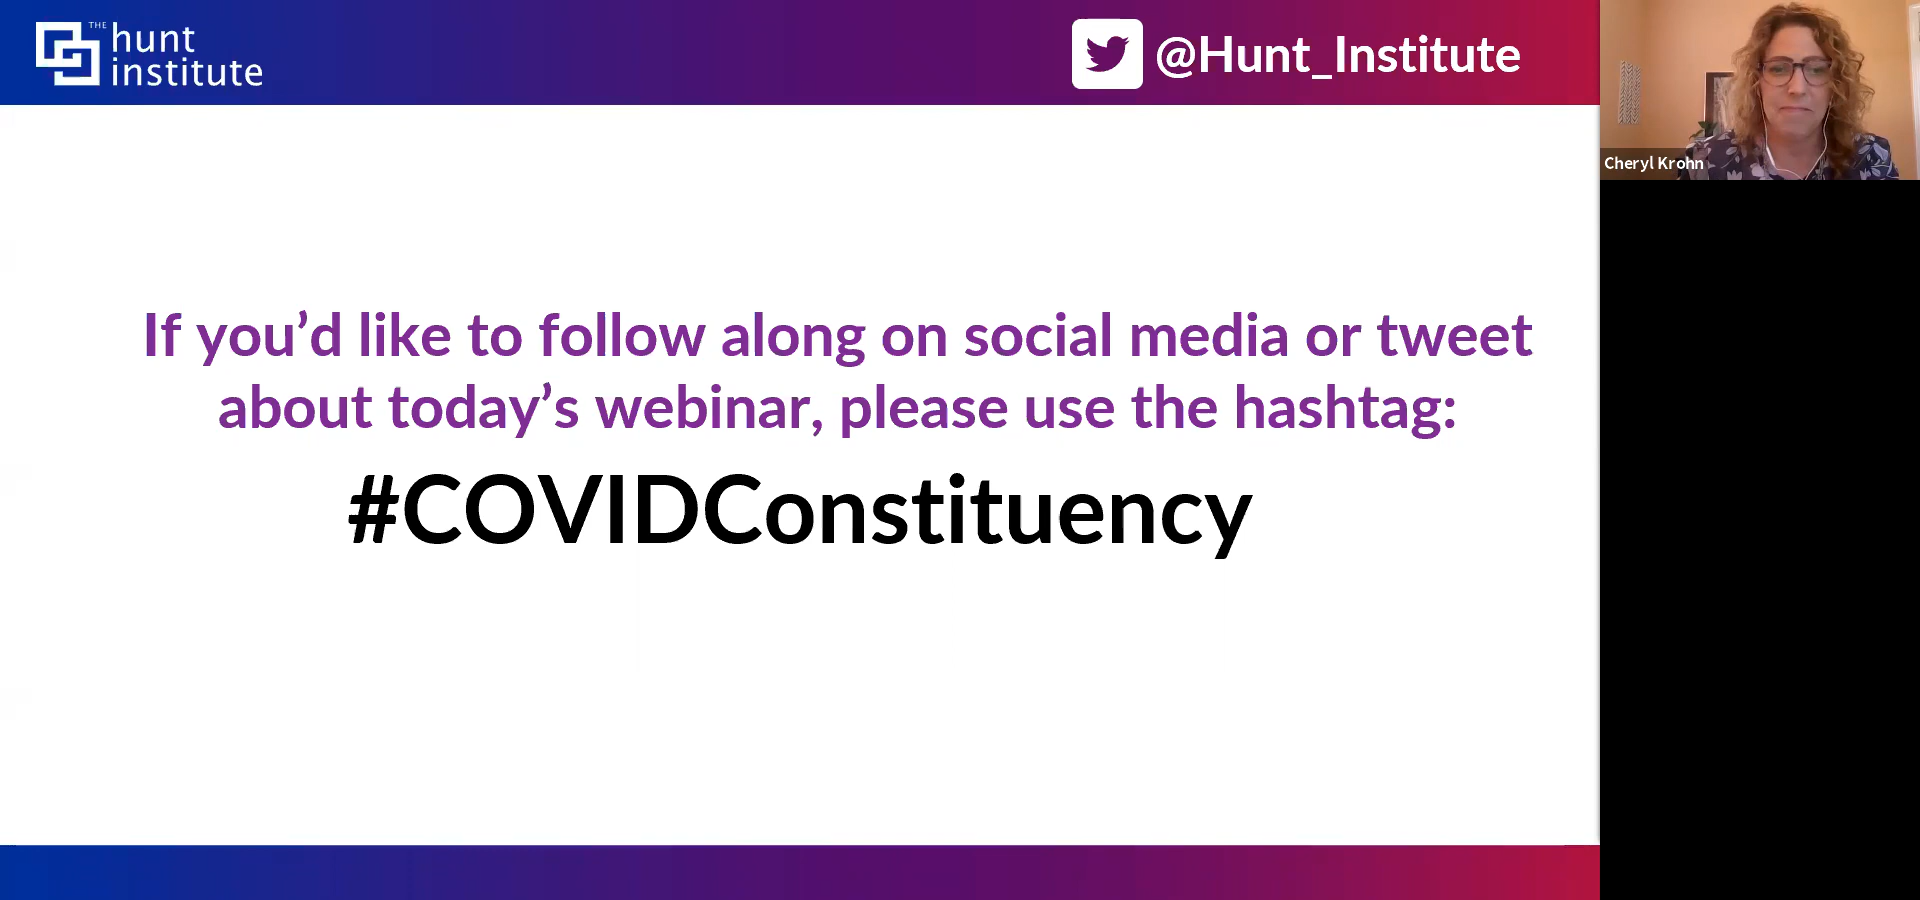 THE
hunt
institute
@Hunt_Institute
Cheryl Krohn
If you’d like to follow along on social media or tweet
about today’s webinar, please use the hashtag:
#COVIDConstituency